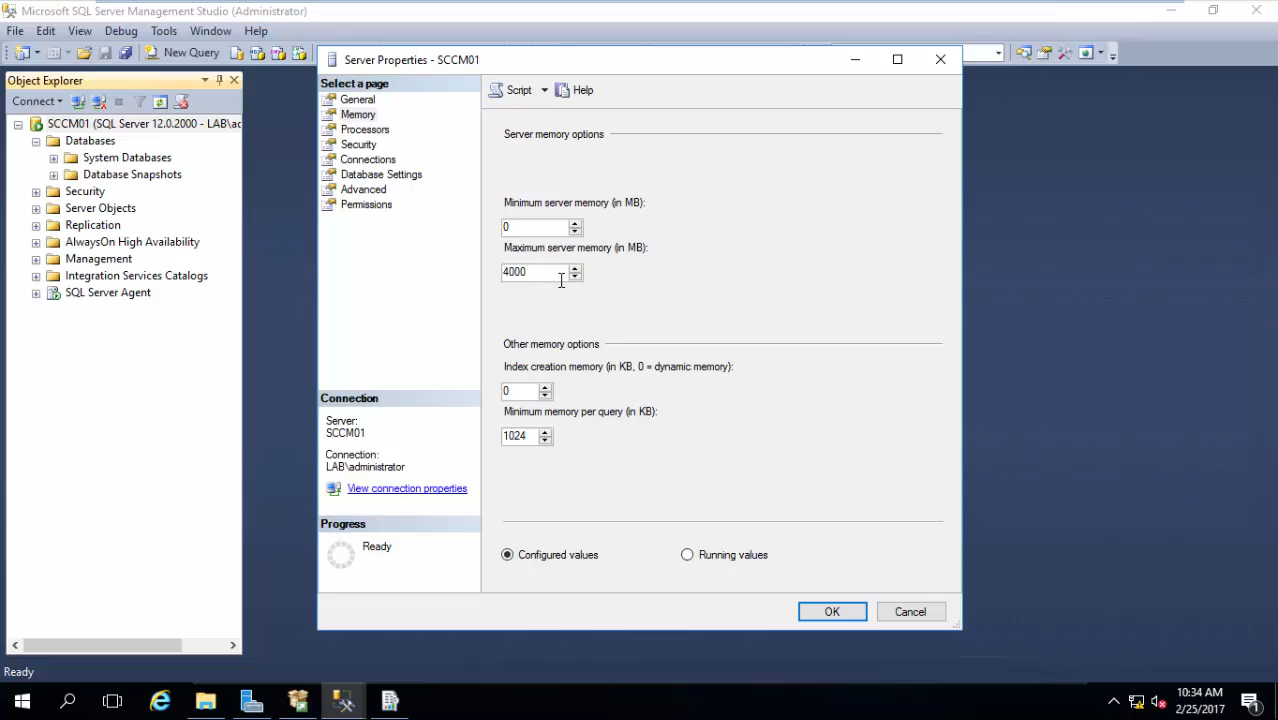 Microsoft SQL Server Management Studio (Administrator)
File Edit View Debug Tools Window Help
New Query
Object Explorer
Connect
SCCM01 (SQL Server 12.0.2000 - LAB\ac
Databases
System Databases
Database Snapshots
Security
Server Objects
Replication
AlwaysOn High Availability
Management
Integration Services Catalogs
SQL Server Agent
Server Properties - SCCM01
Select a page
General
Memory
Processors
Security
Connections
Database Settings
Advanced
Permissions
Connection
Server:
SCCM01
Connection:
LAB\administrator
View connection properties
Progress
Ready
Script Help
Server memory options
Minimum server memory (in MB):
0
Maximum server memory (in MB):
4000
Other memory options
Index creation memory (in KB, 0 = dynamic memory):
0
Minimum memory per query (in KB):
1024
Configured values Running values
OK Cancel
Ready
10:34 AM
2/25/2017
1